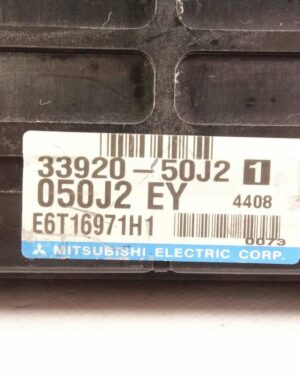 33920-50J2 1
050J2 EY 4408
E6T16971H1
0073
MITSUBISHI ELECTRIC CORP.